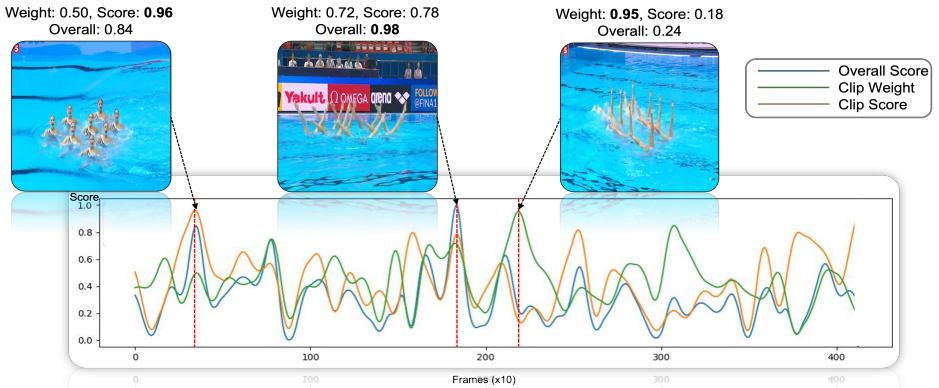 Weight: 0.50, Score: 0.96
Overall: 0.84
Weight: 0.72, Score: 0.78
Overall: 0.98
Weight: 0.95, Score: 0.18
Overall: 0.24
Yakult
OMEGA
arena
FOLLOW
@FINA1
Overall Score
Clip Weight
Clip Score
Score
1.0
0.8
0.6
0.4
0.2
0.0
0
100
200
300
400
Frames (x10)